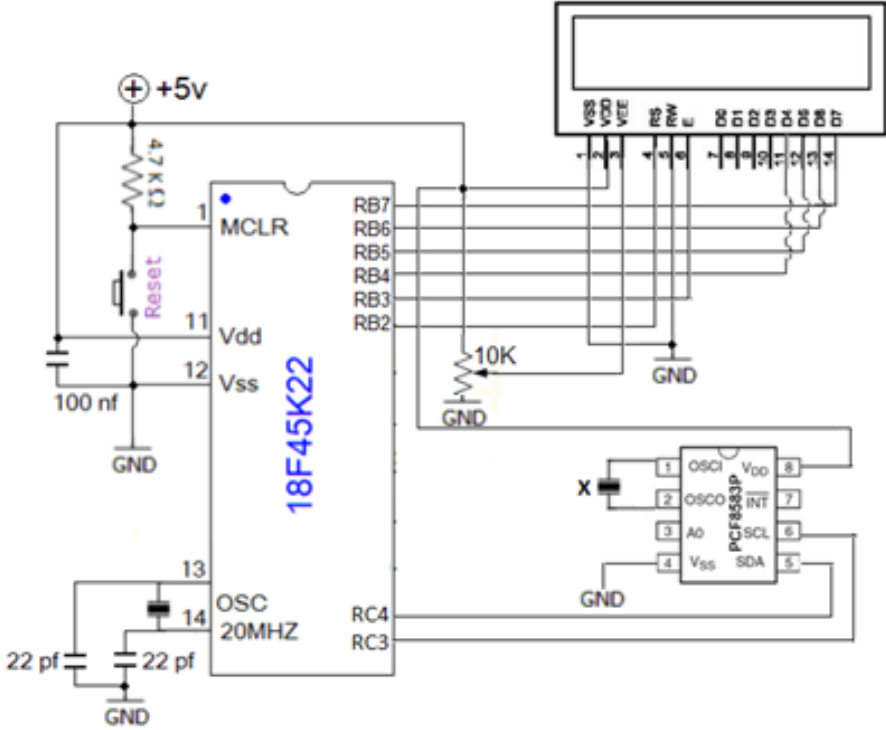 +5v
4.7 KΩ
Reset
100 nf
GND
1
MCLR
11
Vdd
12
Vss
18F45K22
13
OSC
14
20MHZ
22 pf
22 pf
GND
RB7
RB6
RB5
RB4
RB3
RB2
RC4
RC3
VSS
VDD
VEE
RS
RW
E
D0
D1
D2
D3
D4
D5
D6
D7
1
2
3
4
5
6
7
8
9
10
11
12
13
14
10K
GND
GND
X
1
OSCI
2
OSCO
3
A0
4
VSS
PCF8583P
VDD
8
INT
7
SCL
6
SDA
5
GND